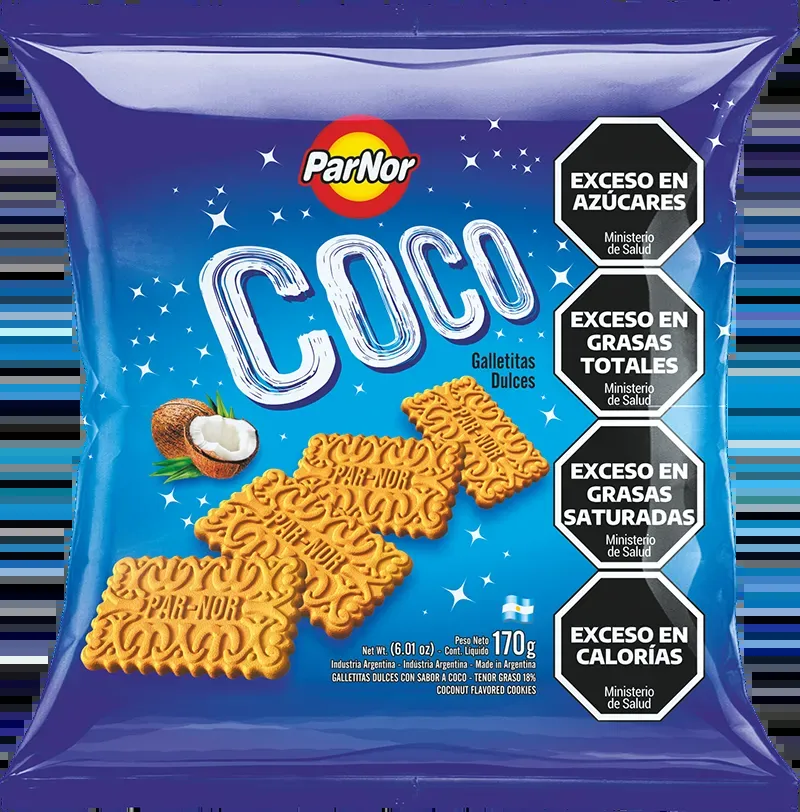 ParNor
COCO
Galletitas
Dulces
EXCESO EN
AZÚCARES
Ministerio
de Salud
EXCESO EN
GRASAS
TOTALES
Ministerio
de Salud
EXCESO EN
GRASAS
SATURADAS
Ministerio
de Salud
EXCESO EN
CALORÍAS
Ministerio
de Salud
PAR-NOR
PAR-NOR
PAR-NOR
PAR-NOR
Net Wt. (6.01 oz) - Peso Neto Cont. Líquido 170g
Industria Argentina - Indústria Argentina - Made in Argentina
GALLETITAS DULCES CON SABOR A COCO - TENOR GRASO 18%
COCONUT FLAVORED COOKIES